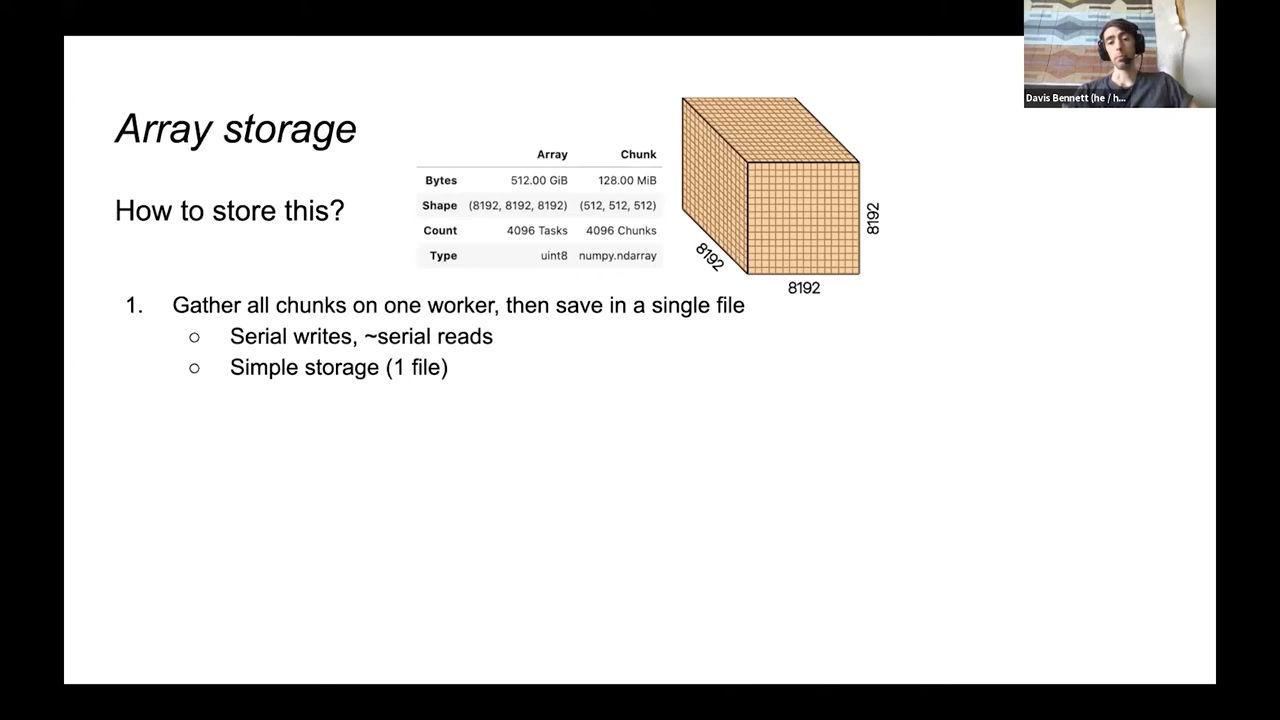 Davis Bennett (he / h...
Array storage
How to store this?
Array Chunk
Bytes 512.00 GiB 128.00 MiB
Shape (8192, 8192, 8192) (512, 512, 512)
Count 4096 Tasks 4096 Chunks
Type uint8 numpy.ndarray
8192
8192
8192
1. Gather all chunks on one worker, then save in a single file
○ Serial writes, ~serial reads
○ Simple storage (1 file)